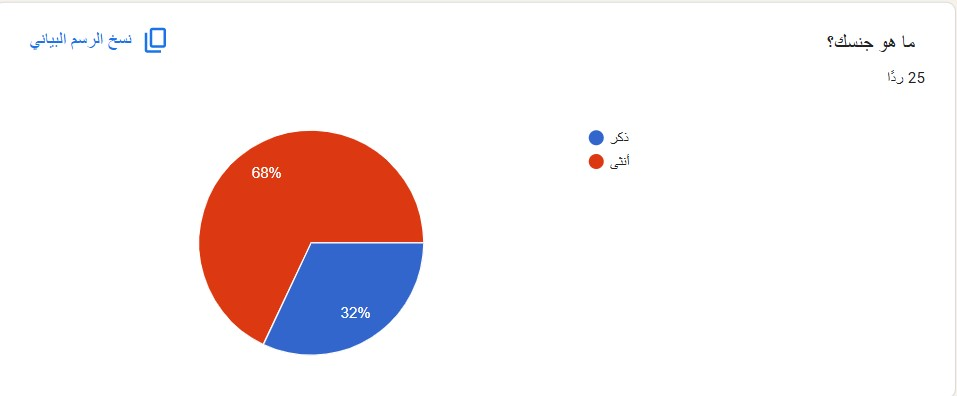 ما هو جنسك؟
نسخ الرسم البياني
25 ردًا
ذكر
أنثى
68%
32%